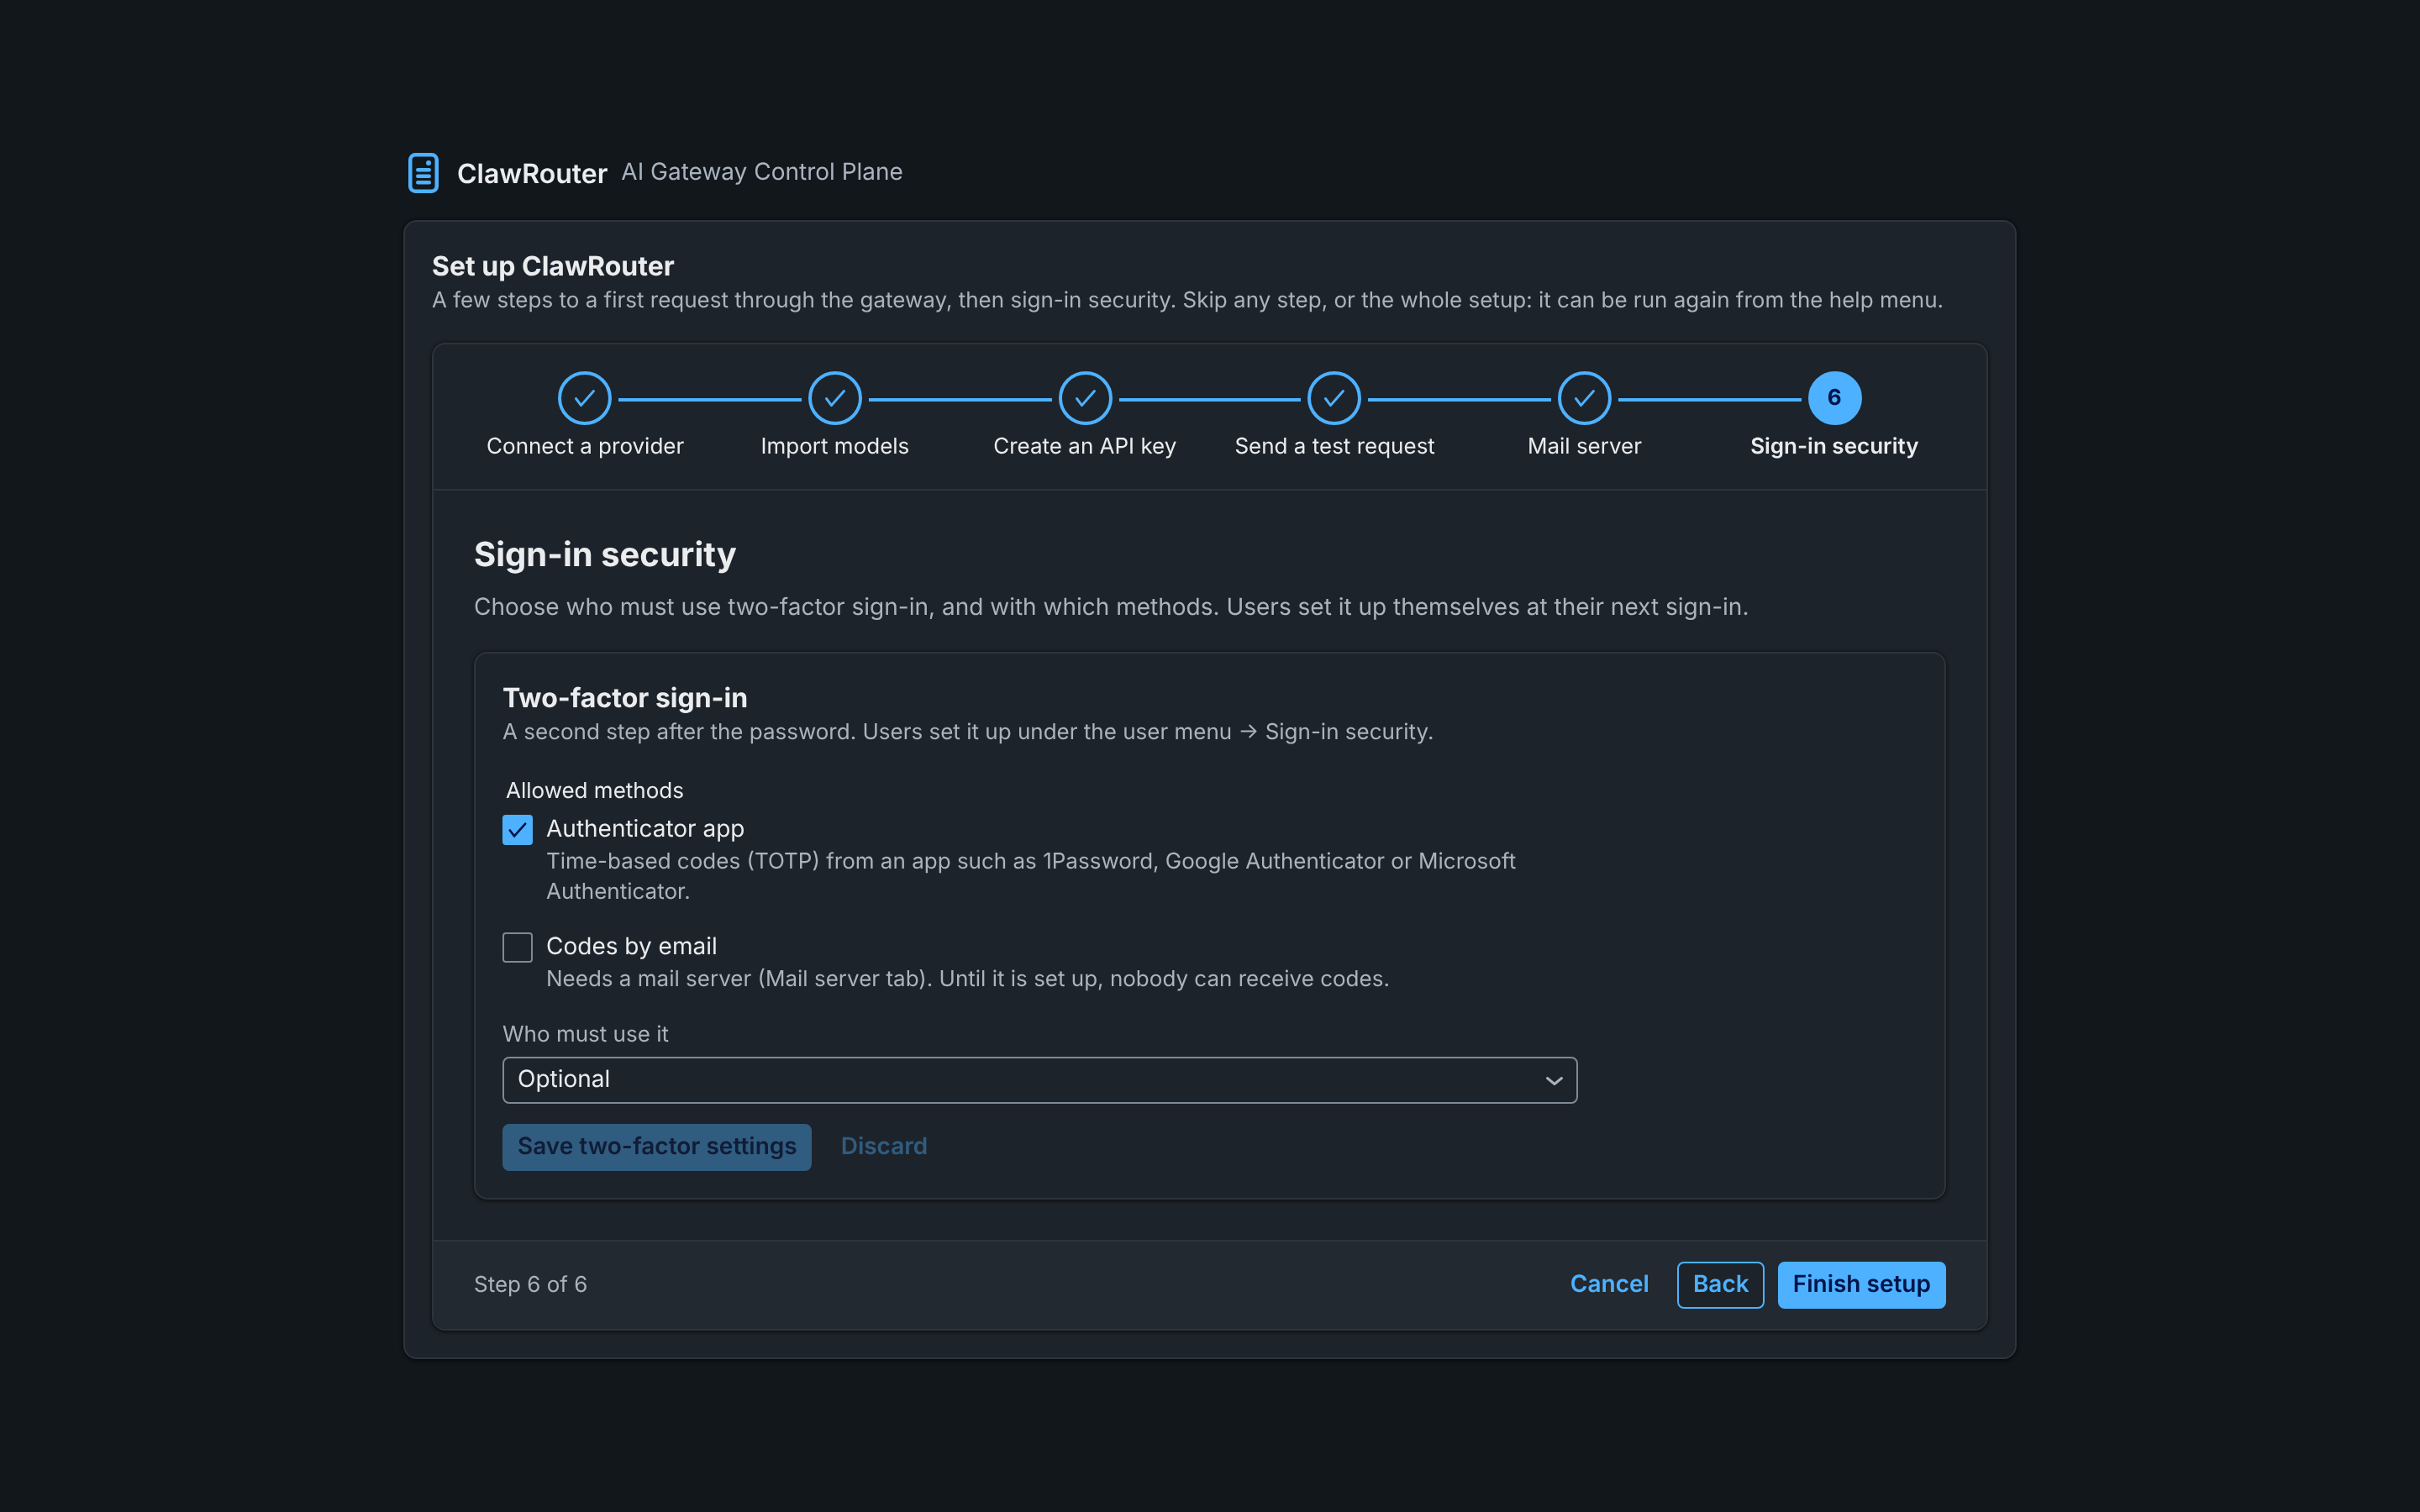 ClawRouter AI Gateway Control Plane
Set up ClawRouter
A few steps to a first request through the gateway, then sign-in security. Skip any step, or the whole setup: it can be run again from the help menu.
6
Connect a provider
Import models
Create an API key
Send a test request
Mail server
Sign-in security
Sign-in security
Choose who must use two-factor sign-in, and with which methods. Users set it up themselves at their next sign-in.
Two-factor sign-in
A second step after the password. Users set it up under the user menu → Sign-in security.
Allowed methods
Authenticator app
Time-based codes (TOTP) from an app such as 1Password, Google Authenticator or Microsoft
Authenticator.
Codes by email
Needs a mail server (Mail server tab). Until it is set up, nobody can receive codes.
Who must use it
Optional
Save two-factor settings
Discard
Step 6 of 6
Cancel
Back
Finish setup